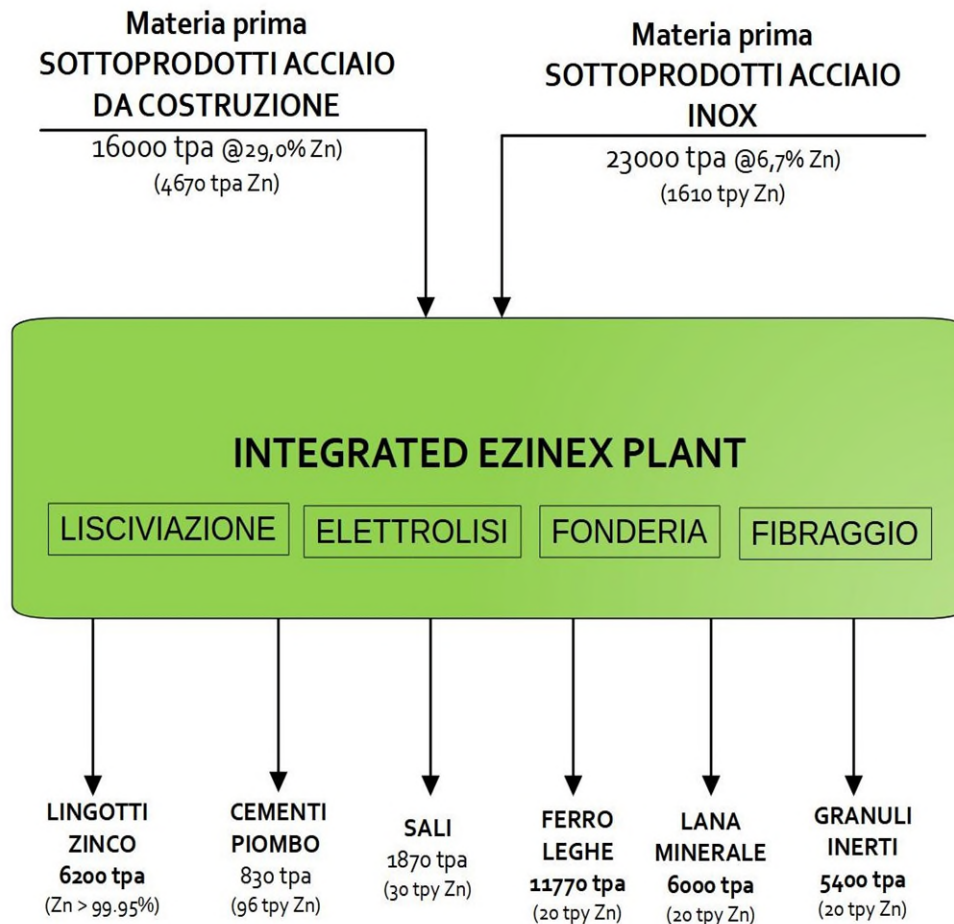 Materia prima
SOTTOPRODOTTI ACCIAIO
DA COSTRUZIONE
16000 tpa @29,0% Zn)
(4670 tpa Zn)
Materia prima
SOTTOPRODOTTI ACCIAIO
INOX
23000 tpa @6,7% Zn)
(1610 tpy Zn)
INTEGRATED EZINEX PLANT
LISCIVIAZIONE
ELETTROLISI
FONDERIA
FIBRAGGIO
LINGOTTI
ZINCO
6200 tpa
(Zn > 99.95%)
CEMENTI
PIOMBO
830 tpa
(96 tpy Zn)
SALI
1870 tpa
(30 tpy Zn)
FERRO
LEGHE
11770 tpa
(20 tpy Zn)
LANA
MINERALE
6000 tpa
(20 tpy Zn)
GRANULI
INERTI
5400 tpa
(20 tpy Zn)